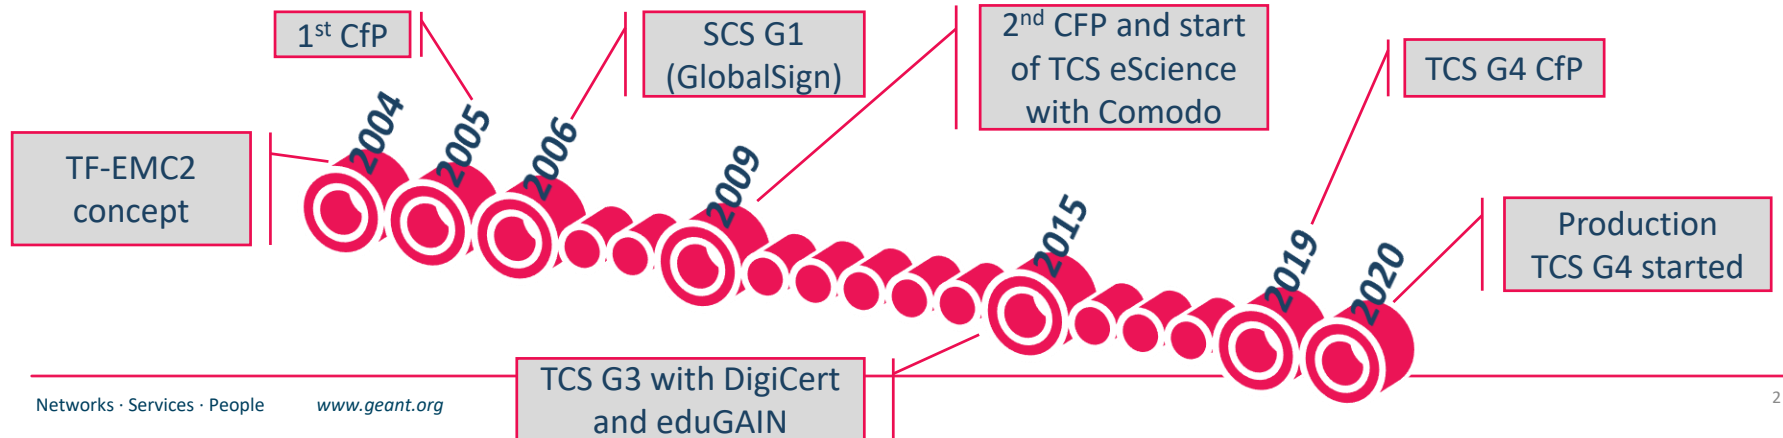 1st CfP
SCS G1
(GlobalSign)
2nd CFP and start
of TCS eScience
with Comodo
TCS G4 CfP
TF-EMC2
concept
2004
2005
2006
2009
2015
2019
2020
Production
TCS G4 started
TCS G3 with DigiCert
and eduGAIN
Networks · Services · People www.geant.org
2